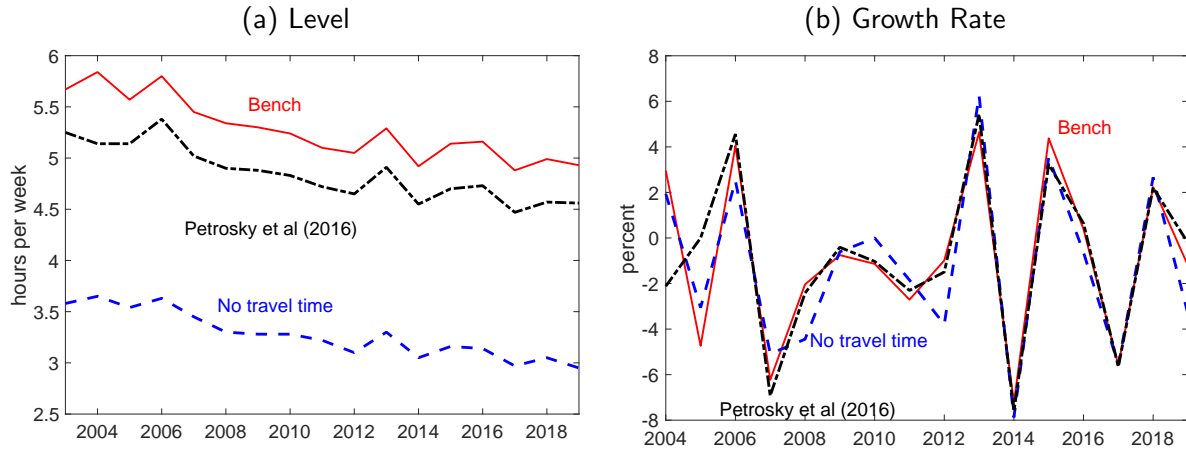 (a) Level
6
5.5
5
4.5
4
3.5
3
2.5
hours per week
Bench
Petrosky et al (2016)
No travel time
2004 2006 2008 2010 2012 2014 2016 2018
(b) Growth Rate
8
6
4
2
0
-2
-4
-6
-8
percent
Bench
No travel time
Petrosky et al (2016)
2004 2006 2008 2010 2012 2014 2016 2018